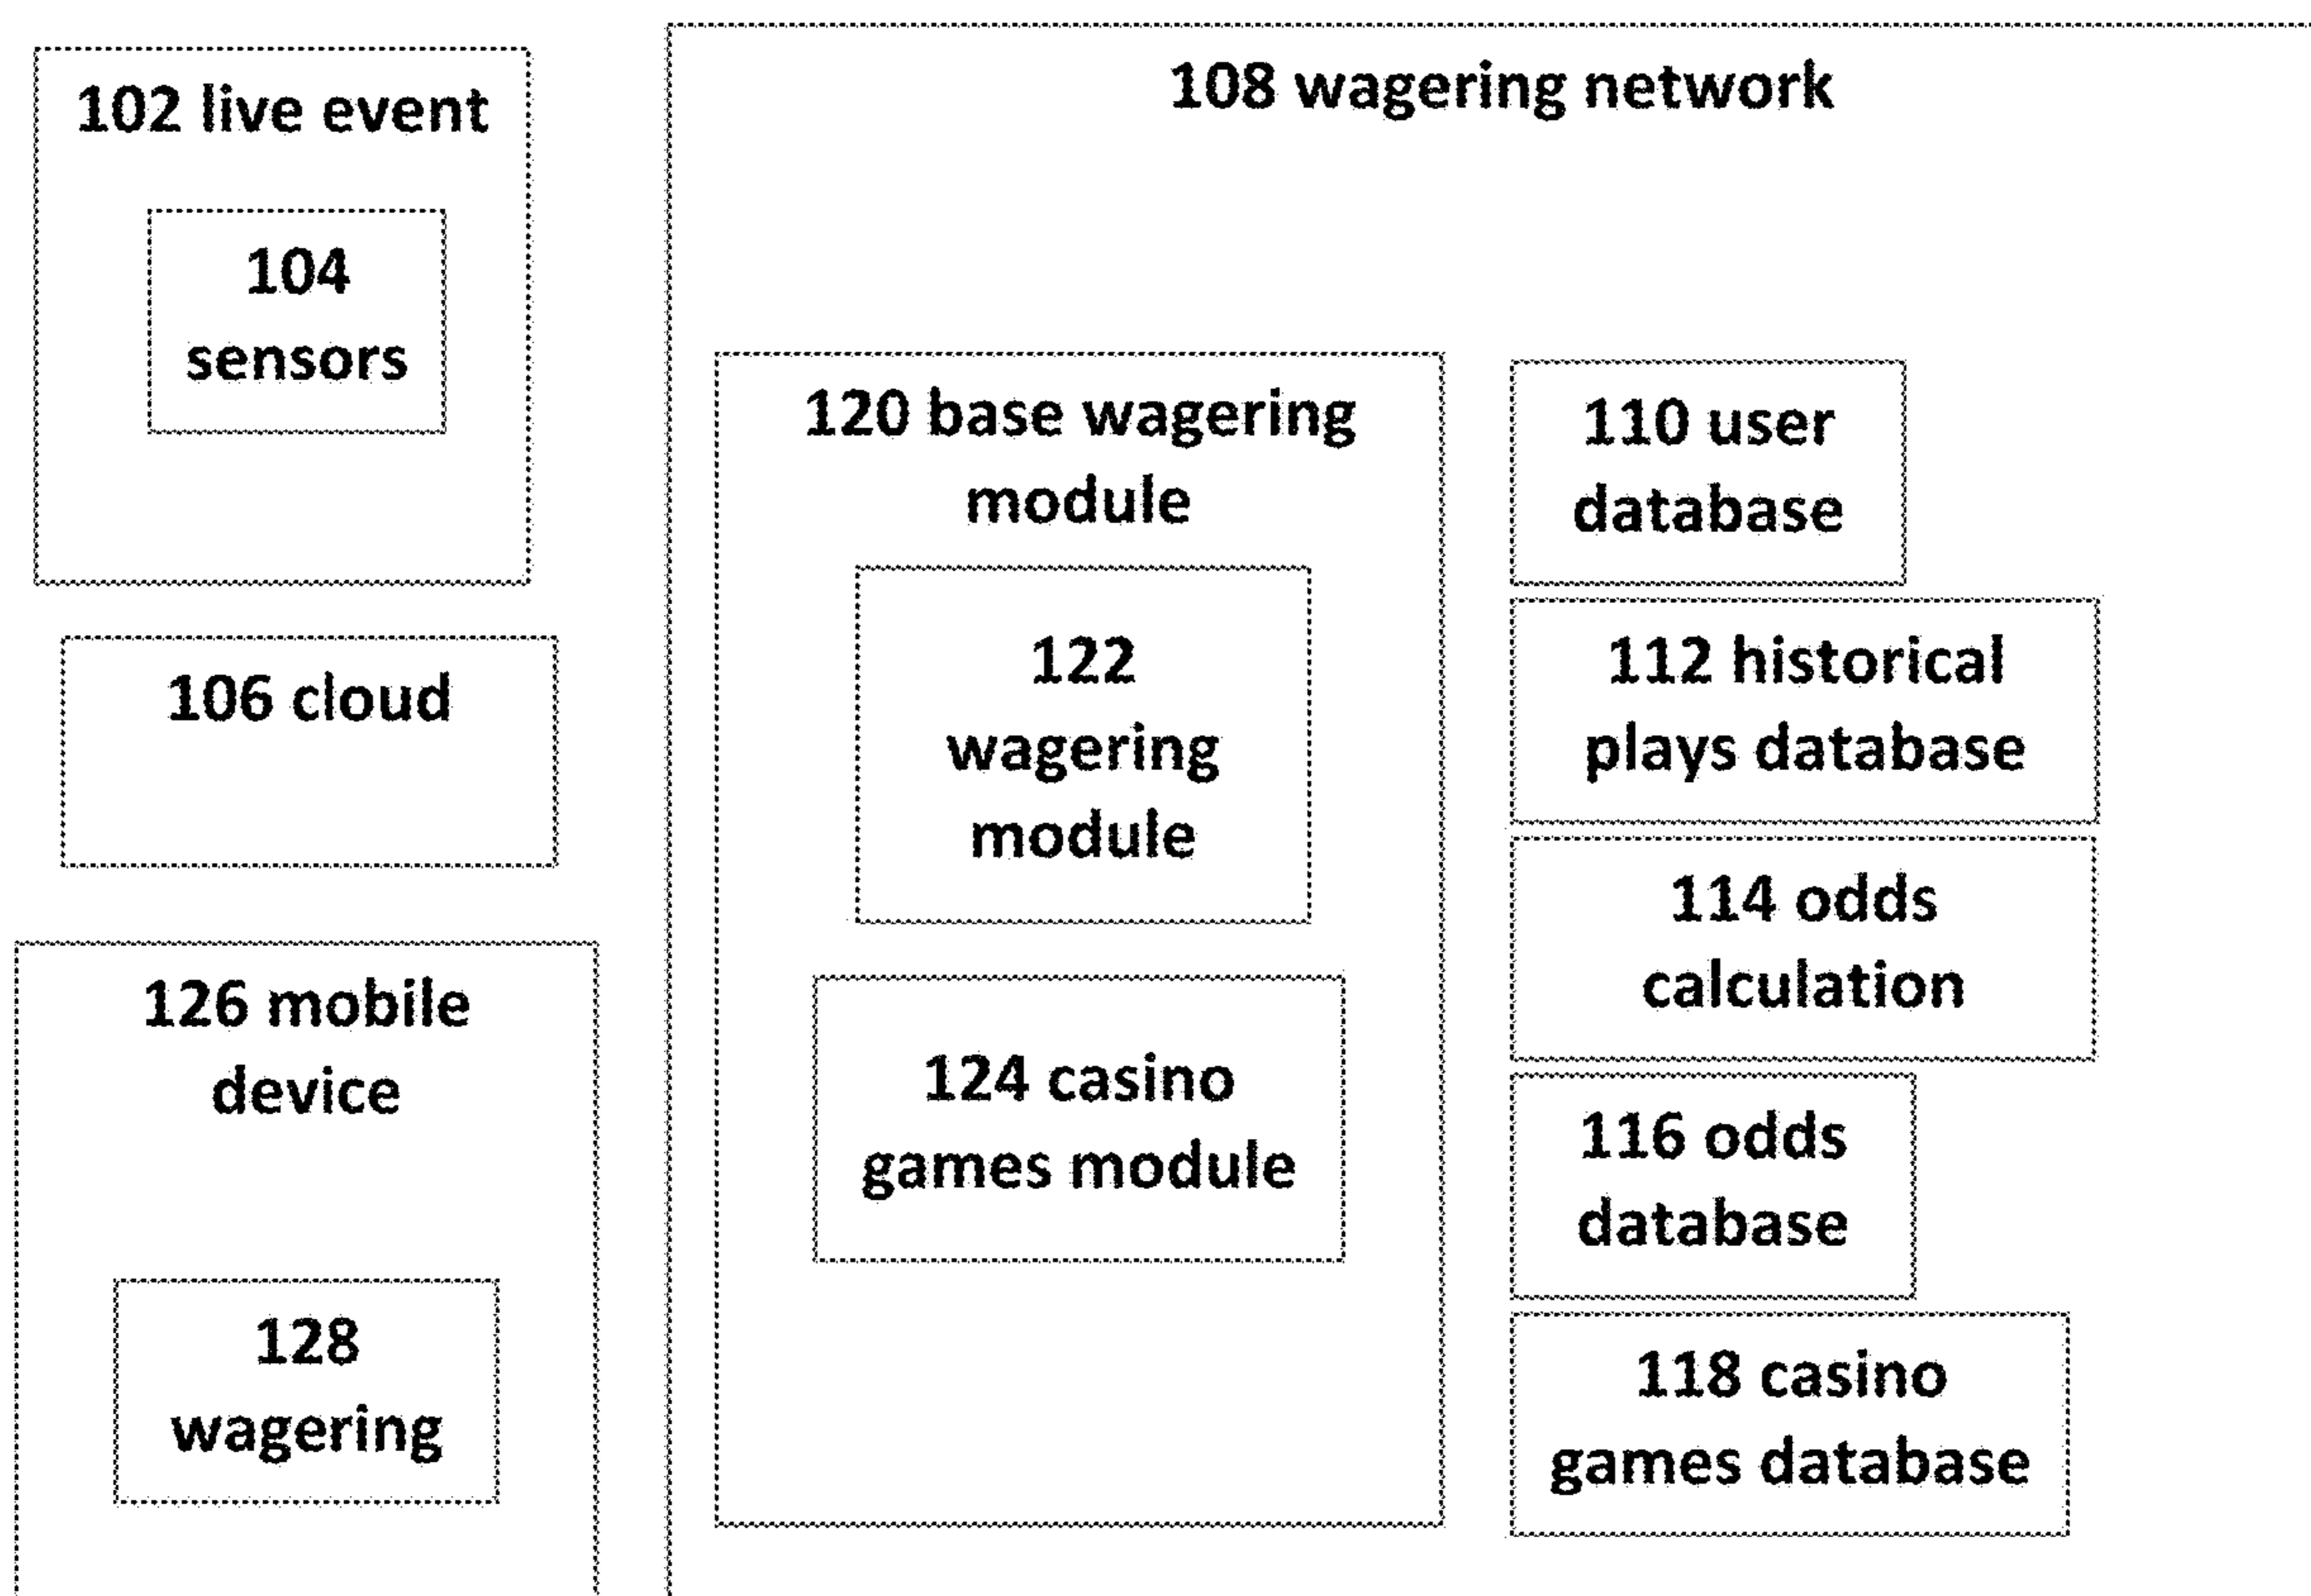 102 live event
104
sensors
106 cloud
126 mobile
device
128
wagering
108 wagering network
120 base wagering
module
122
wagering
module
124 casino
games module
110 user
database
112 historical
plays database
114 odds
calculation
116 odds
database
118 casino
games database